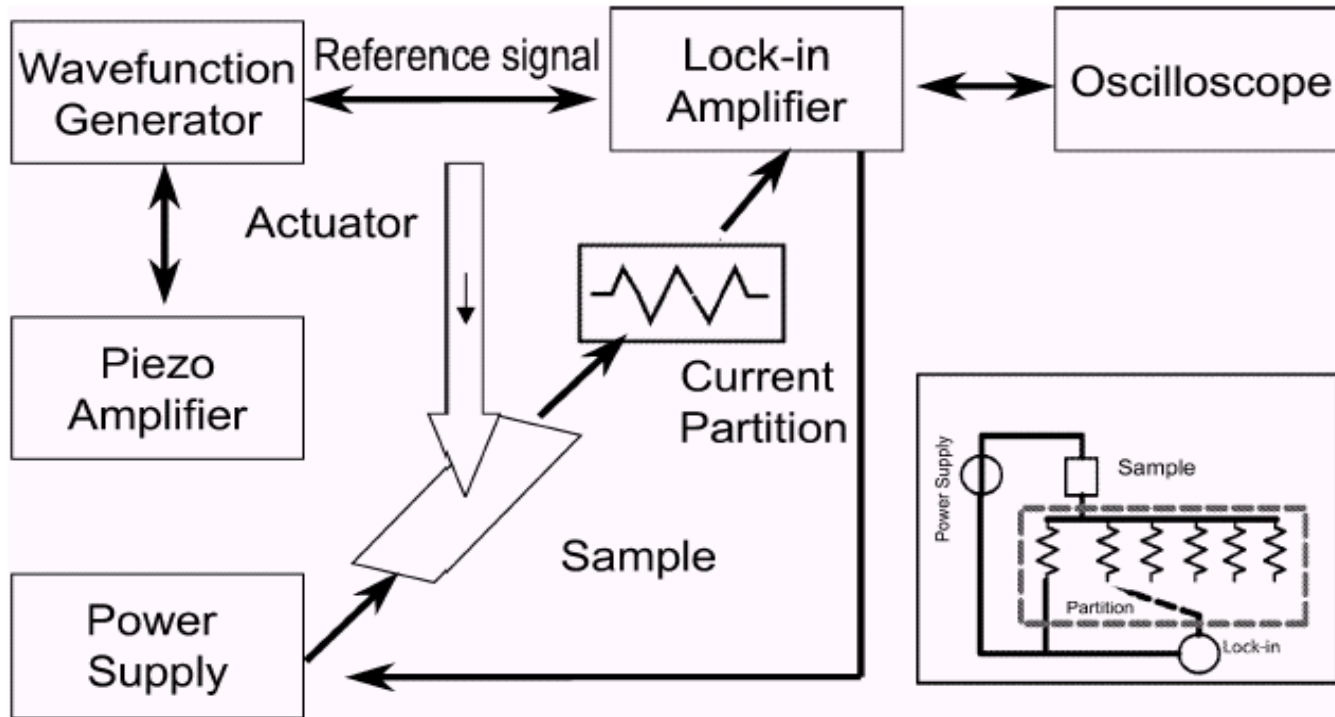 Wavefunction
Generator
Reference signal
Lock-in
Amplifier
Oscilloscope
Actuator
Piezo
Amplifier
Current
Partition
Sample
Power
Supply
Power Supply
Sample
Partition
Lock-in